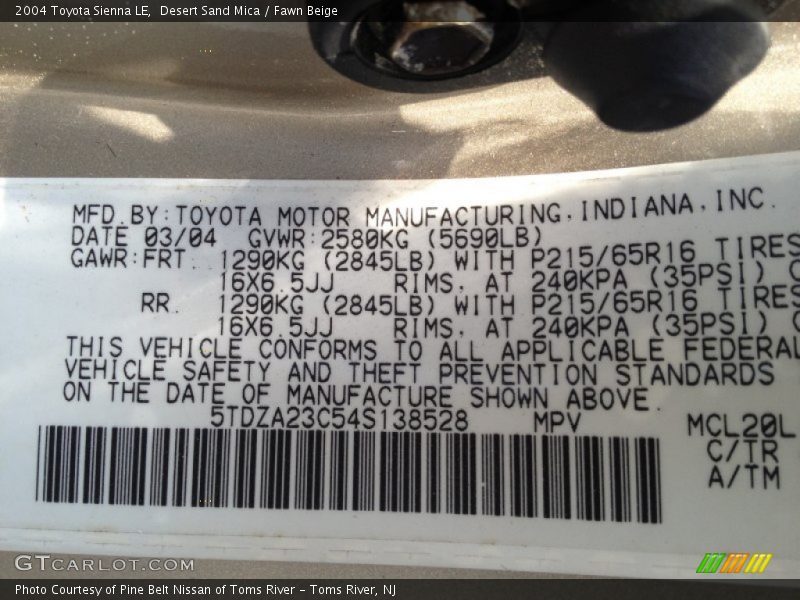 2004 Toyota Sienna LE,  Desert Sand Mica / Fawn Beige
MFD.BY:TOYOTA MOTOR MANUFACTURING,INDIANA,INC.
DATE 03/04  GVWR:2580KG (5690LB)
GAWR:FRT. 1290KG (2845LB) WITH P215/65R16 TIRES
16X6.5JJ RIMS. AT 240KPA (35PSI) C
RR. 1290KG (2845LB) WITH P215/65R16 TIRES
16X6.5JJ RIMS. AT 240KPA (35PSI) C
THIS VEHICLE CONFORMS TO ALL APPLICABLE FEDERAL
VEHICLE SAFETY AND THEFT PREVENTION STANDARDS
ON THE DATE OF MANUFACTURE SHOWN ABOVE.
5TDZA23C54S138528 MPV MCL20L
C/TR
A/TM
GTCARLOT.COM
Photo Courtesy of Pine Belt Nissan of Toms River – Toms River, NJ